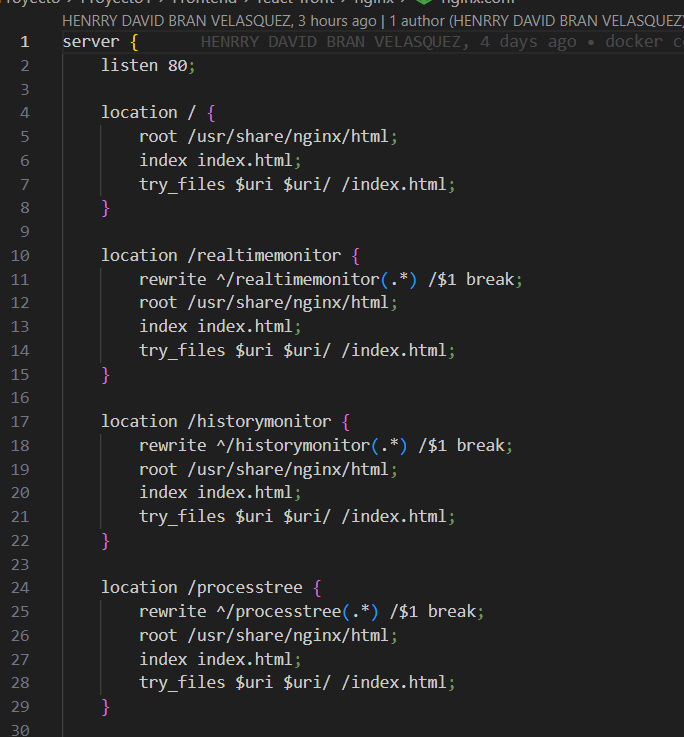 Proyecto > Proyecto1 > Frontend > react-front > nginx > nginx.conf
HENRRY DAVID BRAN VELASQUEZ, 3 hours ago | 1 author (HENRRY DAVID BRAN VELASQUEZ)
1 server { HENRRY DAVID BRAN VELASQUEZ, 4 days ago • docker c
2 listen 80;
3
4 location / {
5 root /usr/share/nginx/html;
6 index index.html;
7 try_files $uri $uri/ /index.html;
8 }
9
10 location /realtimemonitor {
11 rewrite ^/realtimemonitor(.*) /$1 break;
12 root /usr/share/nginx/html;
13 index index.html;
14 try_files $uri $uri/ /index.html;
15 }
16
17 location /historymonitor {
18 rewrite ^/historymonitor(.*) /$1 break;
19 root /usr/share/nginx/html;
20 index index.html;
21 try_files $uri $uri/ /index.html;
22 }
23
24 location /processtree {
25 rewrite ^/processtree(.*) /$1 break;
26 root /usr/share/nginx/html;
27 index index.html;
28 try_files $uri $uri/ /index.html;
29 }
30